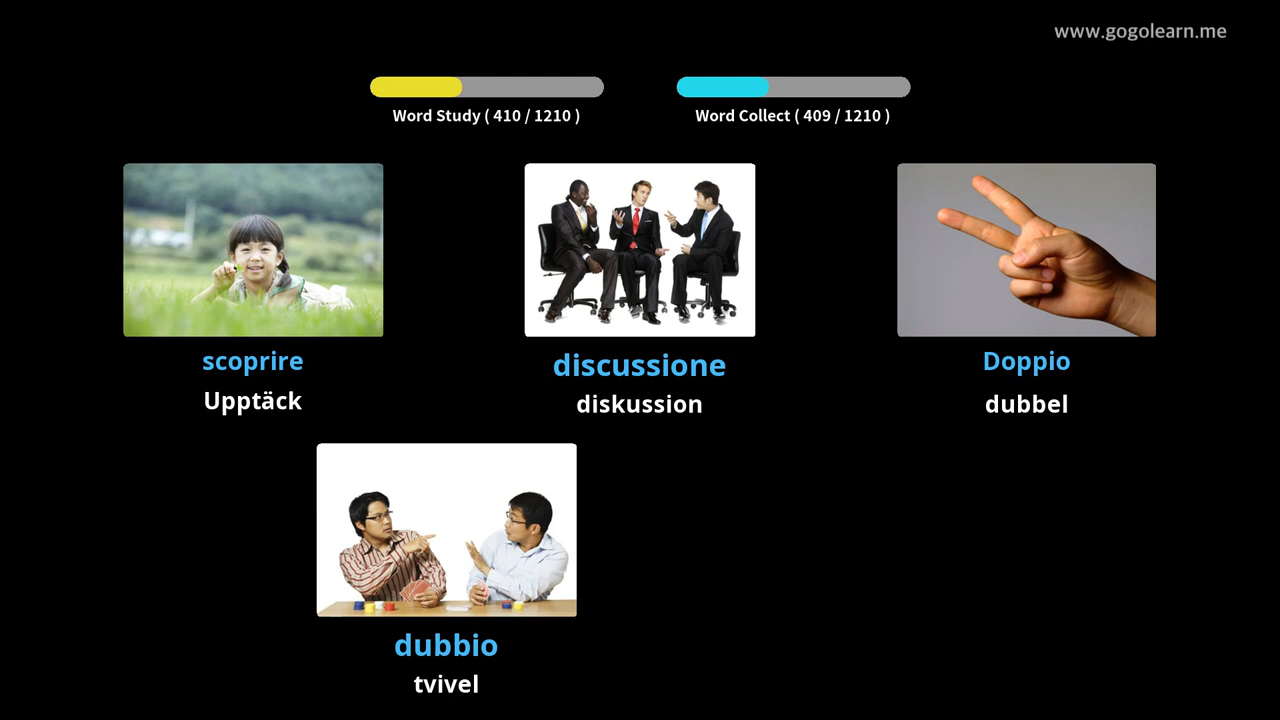 www.gogolearn.me
Word Study ( 410 / 1210 )
Word Collect ( 409 / 1210 )
scoprire
Upptäck
discussione
diskussion
Doppio
dubbel
dubbio
tvivel